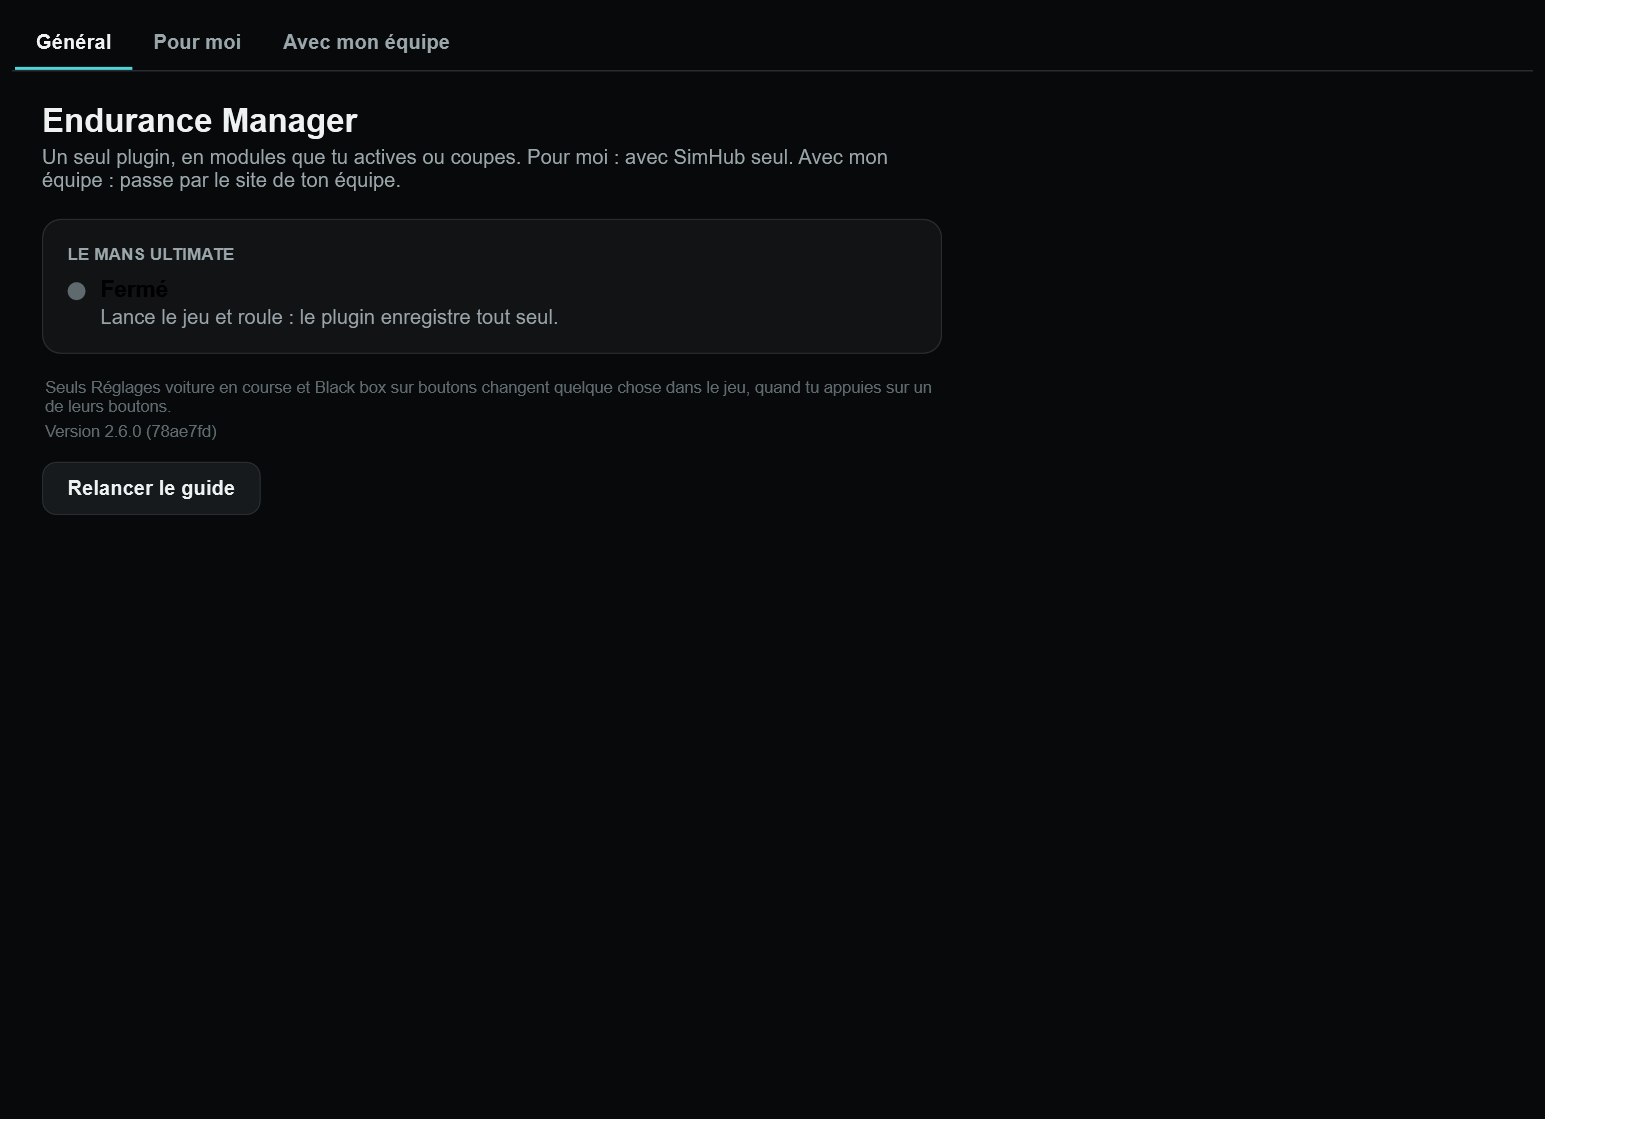 Général Pour moi Avec mon équipe
Endurance Manager
Un seul plugin, en modules que tu actives ou coupes. Pour moi : avec SimHub seul. Avec mon
équipe : passe par le site de ton équipe.
LE MANS ULTIMATE
Fermé
Lance le jeu et roule : le plugin enregistre tout seul.
Seuls Réglages voiture en course et Black box sur boutons changent quelque chose dans le jeu, quand tu appuies sur un
de leurs boutons.
Version 2.6.0 (78ae7fd)
Relancer le guide